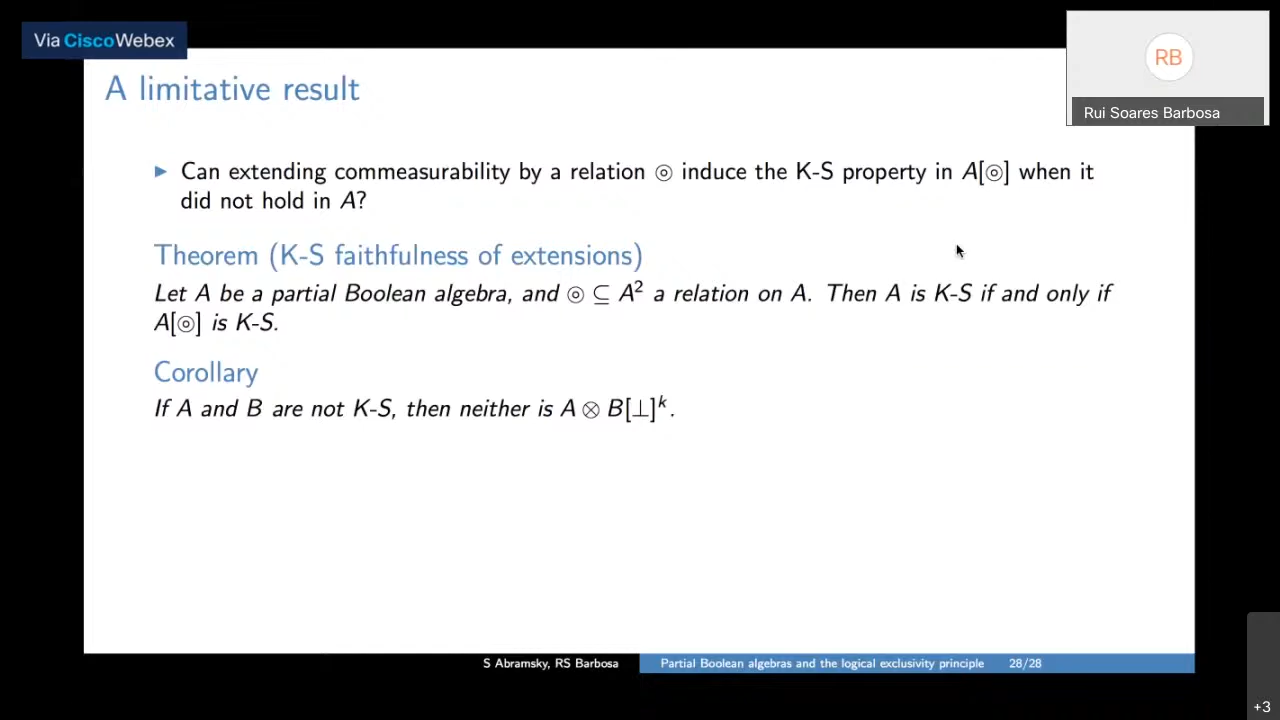 Via Cisco Webex
RB
Rui Soares Barbosa
A limitative result
▶ Can extending commeasurability by a relation ⊚ induce the K-S property in A[⊚] when it
did not hold in A?
Theorem (K-S faithfulness of extensions)
Let A be a partial Boolean algebra, and ⊚ ⊆ A² a relation on A. Then A is K-S if and only if
A[⊚] is K-S.
Corollary
If A and B are not K-S, then neither is A ⊗ B[⊥]ᵏ.
S Abramsky, RS Barbosa
Partial Boolean algebras and the logical exclusivity principle
28/28
+3